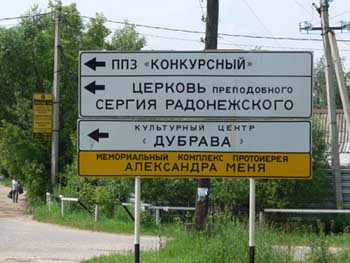 ППЗ «КОНКУРСНЫЙ»
ЦЕРКОВЬ ПРЕПОДОБНОГО
СЕРГИЯ РАДОНЕЖСКОГО
КУЛЬТУРНЫЙ ЦЕНТР
‹ДУБРАВА›
МЕМОРИАЛЬНЫЙ КОМПЛЕКС ПРОТОИЕРЕЯ
АЛЕКСАНДРА МЕНЯ